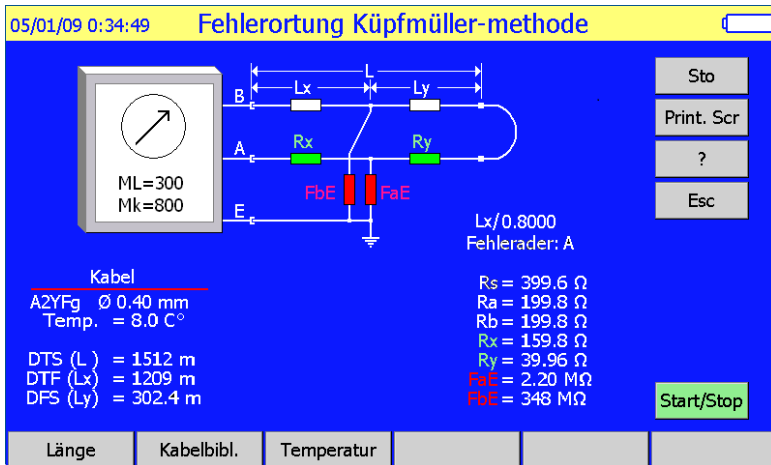 05/01/09 0:34:49
Fehlerortung Küpfmüller-methode
Sto
Print. Scr
?
Esc
L
Lx
Ly
B
A
E
Rx
Ry
FbE
FaE
ML=300
Mk=800
Lx/0.8000
Fehlerader: A
Kabel
A2YFg Ø 0.40 mm
Temp. = 8.0 C°
DTS (L ) = 1512 m
DTF (Lx) = 1209 m
DFS (Ly) = 302.4 m
Rs = 399.6 Ω
Ra = 199.8 Ω
Rb = 199.8 Ω
Rx = 159.8 Ω
Ry = 39.96 Ω
FaE = 2.20 MΩ
FbE = 348 MΩ
Start/Stop
Länge
Kabelbibl.
Temperatur